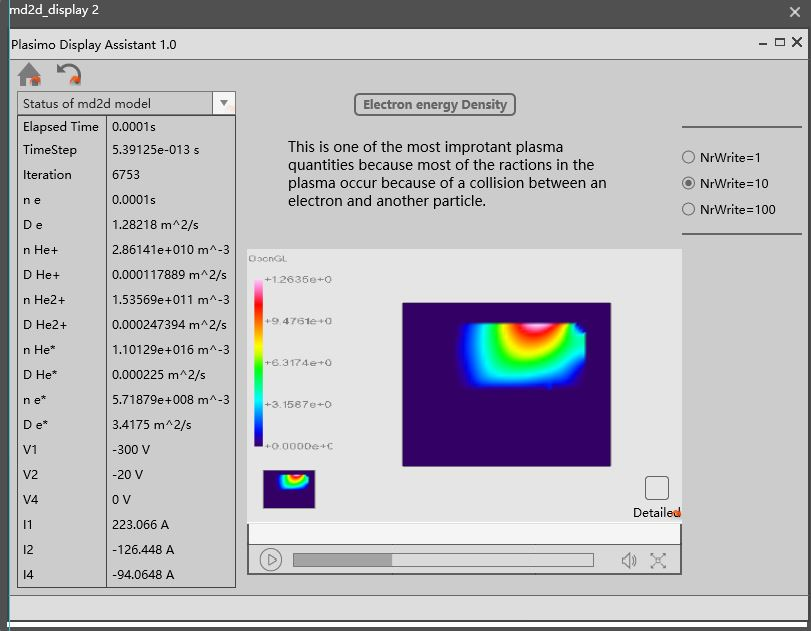 md2d_display 2
Plasimo Display Assistant 1.0
Status of md2d model
Elapsed Time 0.0001s
TimeStep 5.39125e-013 s
Iteration 6753
n e 0.0001s
D e 1.28218 m^2/s
n He+ 2.86141e+010 m^-3
D He+ 0.000117889 m^2/s
n He2+ 1.53569e+011 m^-3
D He2+ 0.000247394 m^2/s
n He* 1.10129e+016 m^-3
D He* 0.000225 m^2/s
n e* 5.71879e+008 m^-3
D e* 3.4175 m^2/s
V1 -300 V
V2 -20 V
V4 0 V
I1 223.066 A
I2 -126.448 A
I4 -94.0648 A
Electron energy Density
This is one of the most improtant plasma
quantities because most of the ractions in the
plasma occur because of a collision between an
electron and another particle.
NrWrite=1
NrWrite=10
NrWrite=100
OpenGL
+1.2635e+0
+9.4761e+0
+6.3174e+0
+3.1587e+0
+0.0000e+0
Detailed